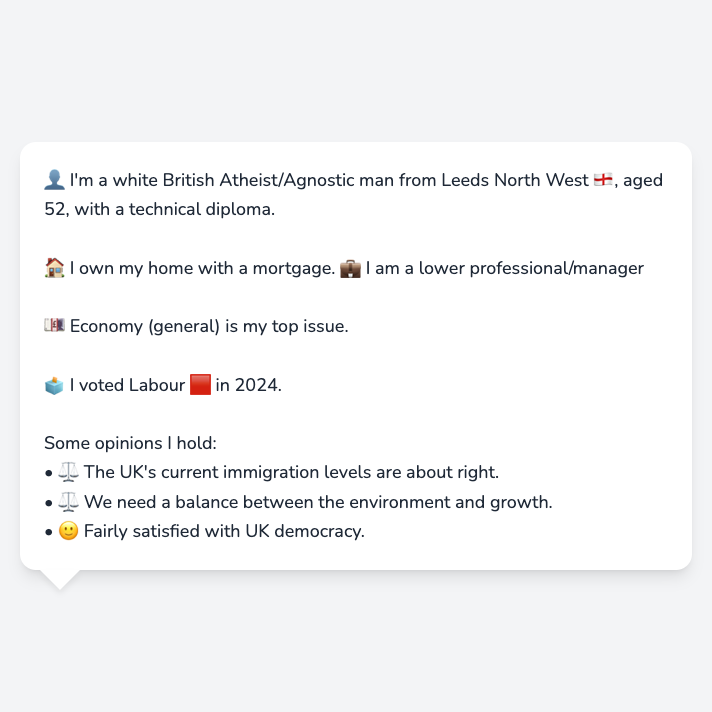 👤 I'm a white British Atheist/Agnostic man from Leeds North West 🏴󠁧󠁢󠁥󠁮󠁧󠁿, aged
52, with a technical diploma.
🏠 I own my home with a mortgage. 💼 I am a lower professional/manager
💷 Economy (general) is my top issue.
🗳️ I voted Labour 🟥 in 2024.
Some opinions I hold:
• ⚖️ The UK's current immigration levels are about right.
• ⚖️ We need a balance between the environment and growth.
• 🙂 Fairly satisfied with UK democracy.